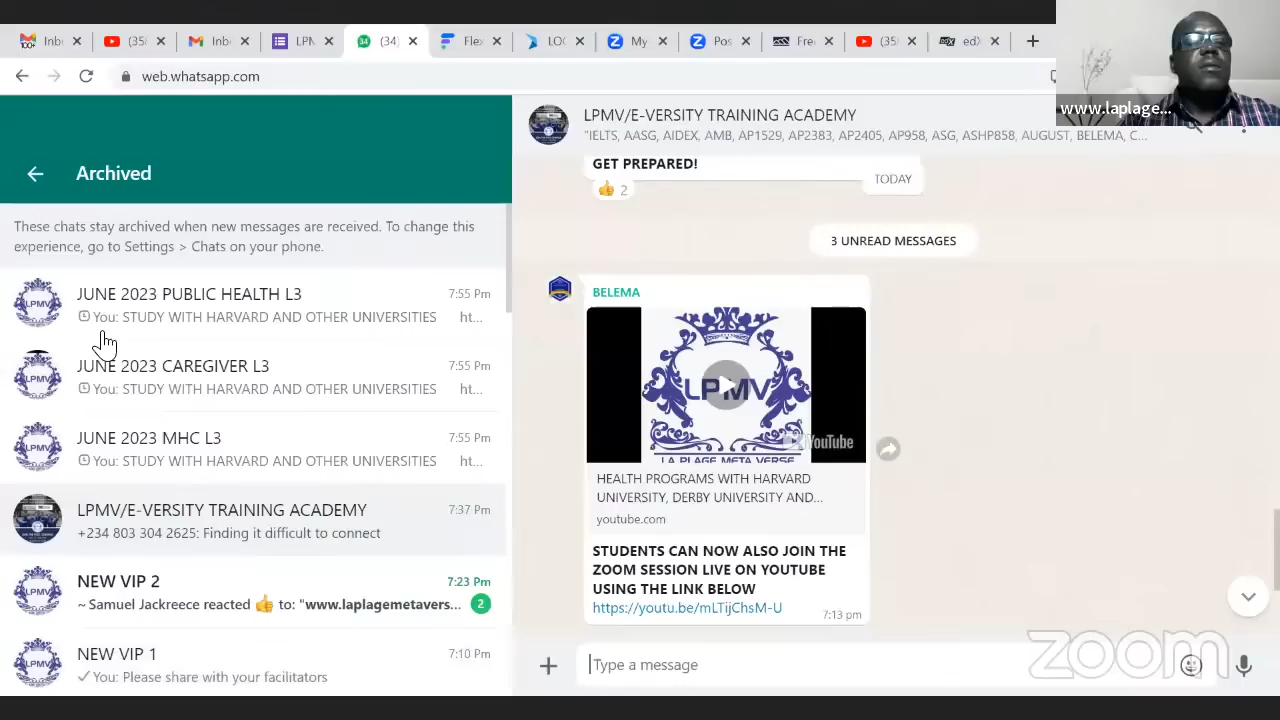 100+
Inb
(35
Inb
LPN
34
(34)
Flex
LOC
My
Pos
Fre
(35
edX
web.whatsapp.com
www.laplage...
Archived
These chats stay archived when new messages are received. To change this
experience, go to Settings > Chats on your phone.
JUNE 2023 PUBLIC HEALTH L3
7:55 Pm
You: STUDY WITH HARVARD AND OTHER UNIVERSITIES ht...
JUNE 2023 CAREGIVER L3
7:55 Pm
You: STUDY WITH HARVARD AND OTHER UNIVERSITIES ht...
JUNE 2023 MHC L3
7:55 Pm
You: STUDY WITH HARVARD AND OTHER UNIVERSITIES ht...
LPMV/E-VERSITY TRAINING ACADEMY
7:37 Pm
+234 803 304 2625: Finding it difficult to connect
NEW VIP 2
7:23 Pm
~ Samuel Jackreece reacted 👍 to: "www.laplagemetavers...
2
NEW VIP 1
7:10 Pm
You: Please share with your facilitators
LPMV/E-VERSITY TRAINING ACADEMY
"IELTS, AASG, AIDEX, AMB, AP1529, AP2383, AP2405, AP958, ASG, ASHP858, AUGUST, BELEMA, C...
GET PREPARED!
👍 2
TODAY
3 UNREAD MESSAGES
BELEMA
LPMV
LA PLAGE META VERSE
YouTube
HEALTH PROGRAMS WITH HARVARD
UNIVERSITY, DERBY UNIVERSITY AND...
youtube.com
STUDENTS CAN NOW ALSO JOIN THE
ZOOM SESSION LIVE ON YOUTUBE
USING THE LINK BELOW
https://youtu.be/mLTijChsM-U
7:13 pm
Type a message
zoom